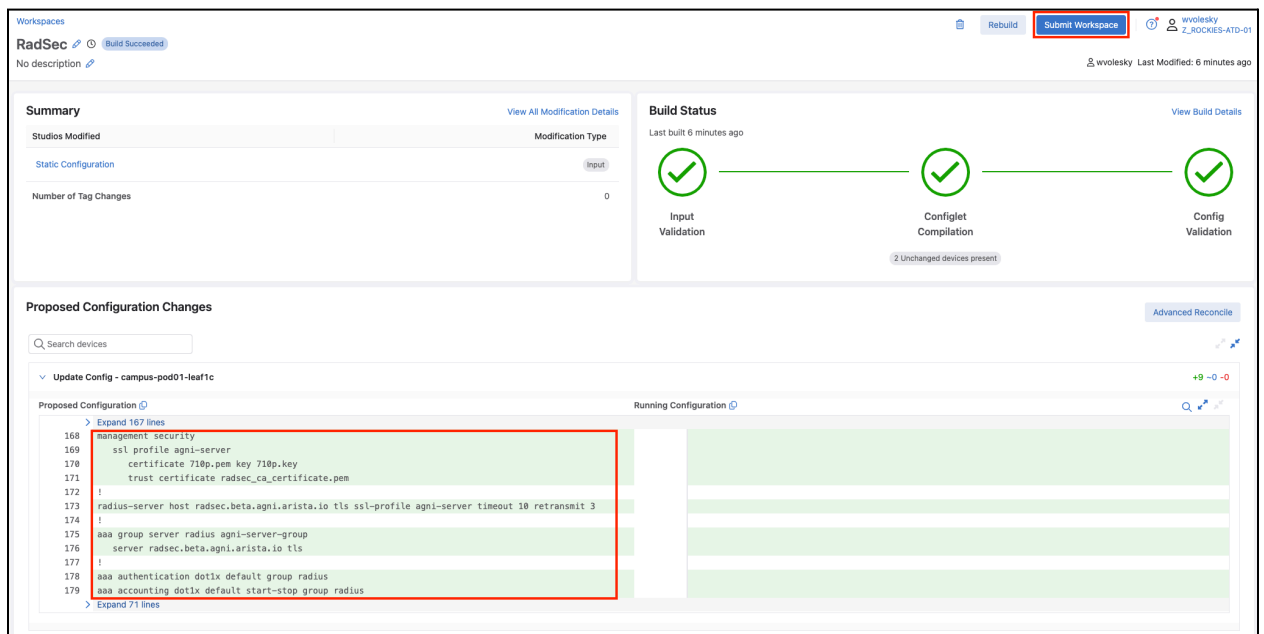 Workspaces
RadSec Build Succeeded
No description
Rebuild Submit Workspace wvolesky
Z_ROCKIES-ATD-01
wvolesky Last Modified: 6 minutes ago
Summary View All Modification Details
Studios Modified Modification Type
Static Configuration Input
Number of Tag Changes 0
Build Status View Build Details
Last built 6 minutes ago
Input
Validation
Configlet
Compilation
Config
Validation
2 Unchanged devices present
Proposed Configuration Changes
Advanced Reconcile
Search devices
Update Config - campus-pod01-leaf1c +9 ~0 -0
Proposed Configuration Running Configuration
> Expand 167 lines
168 management security
169 ssl profile agni-server
170 certificate 710p.pem key 710p.key
171 trust certificate radsec_ca_certificate.pem
172 !
173 radius-server host radsec.beta.agni.arista.io tls ssl-profile agni-server timeout 10 retransmit 3
174 !
175 aaa group server radius agni-server-group
176 server radsec.beta.agni.arista.io tls
177 !
178 aaa authentication dot1x default group radius
179 aaa accounting dot1x default start-stop group radius
> Expand 71 lines